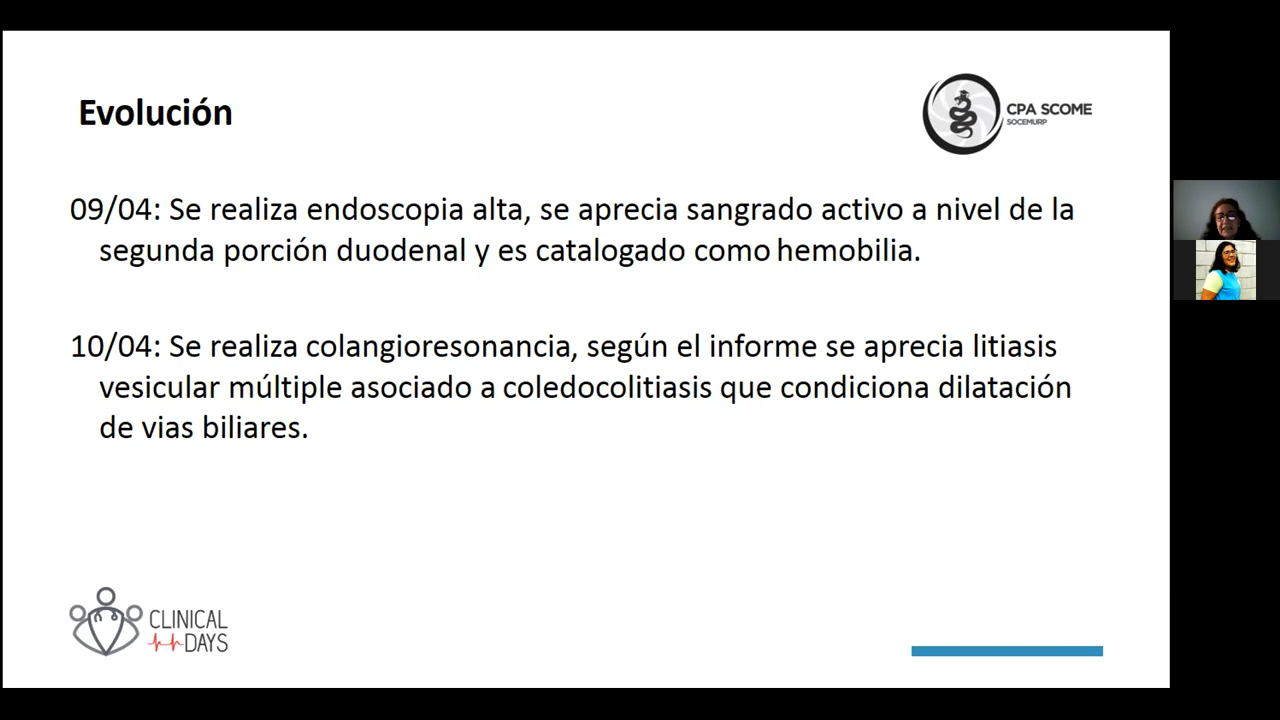 Evolución
CPA SCOME
SOCEMURP
09/04: Se realiza endoscopia alta, se aprecia sangrado activo a nivel de la
segunda porción duodenal y es catalogado como hemobilia.
10/04: Se realiza colangioresonancia, según el informe se aprecia litiasis
vesicular múltiple asociado a coledocolitiasis que condiciona dilatación
de vias biliares.
CLINICAL
DAYS